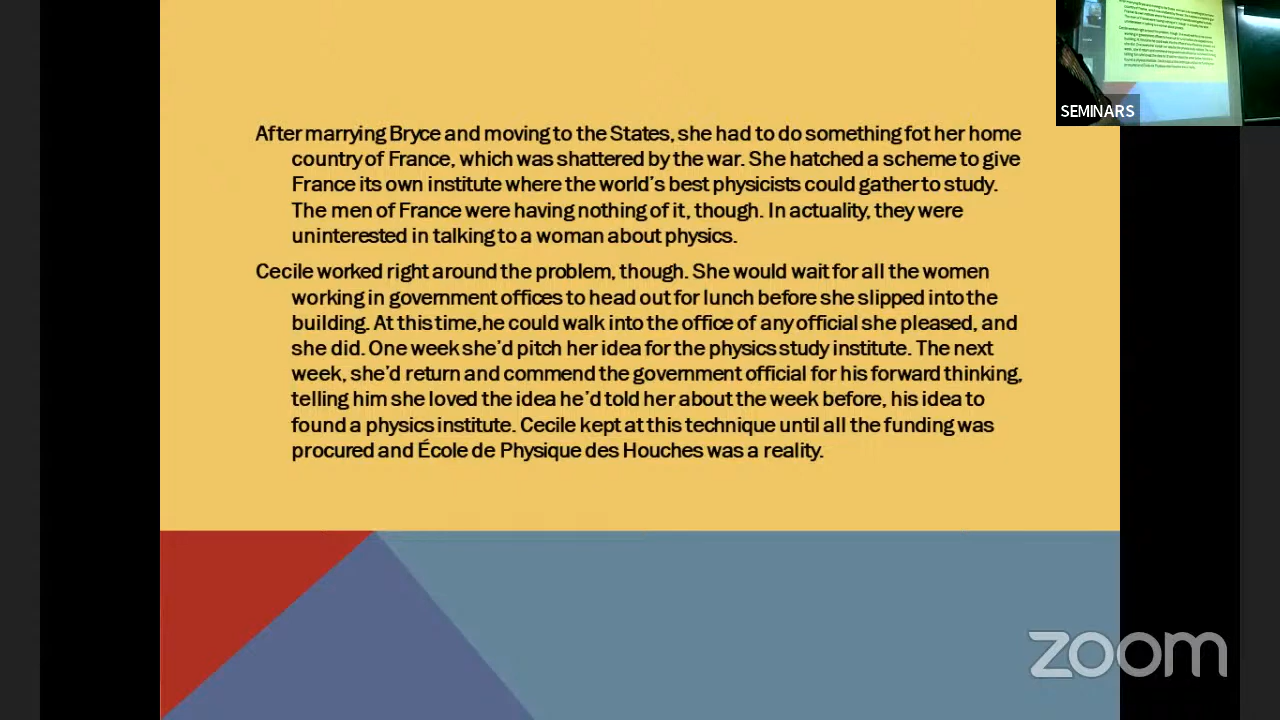 After marrying Bryce and moving to the States, she had to do something fot her home
country of France, which was shattered by the war. She hatched a scheme to give
France its own institute where the world's best physicists could gather to study.
The men of France were having nothing of it, though. In actuality, they were
uninterested in talking to a woman about physics.
Cecile worked right around the problem, though. She would wait for all the women
working in government offices to head out for lunch before she slipped into the
building. At this time,he could walk into the office of any official she pleased, and
she did. One week she'd pitch her idea for the physics study institute. The next
week, she'd return and commend the government official for his forward thinking,
telling him she loved the idea he'd told her about the week before, his idea to
found a physics institute. Cecile kept at this technique until all the funding was
procured and École de Physique des Houches was a reality.
SEMINARS
zoom